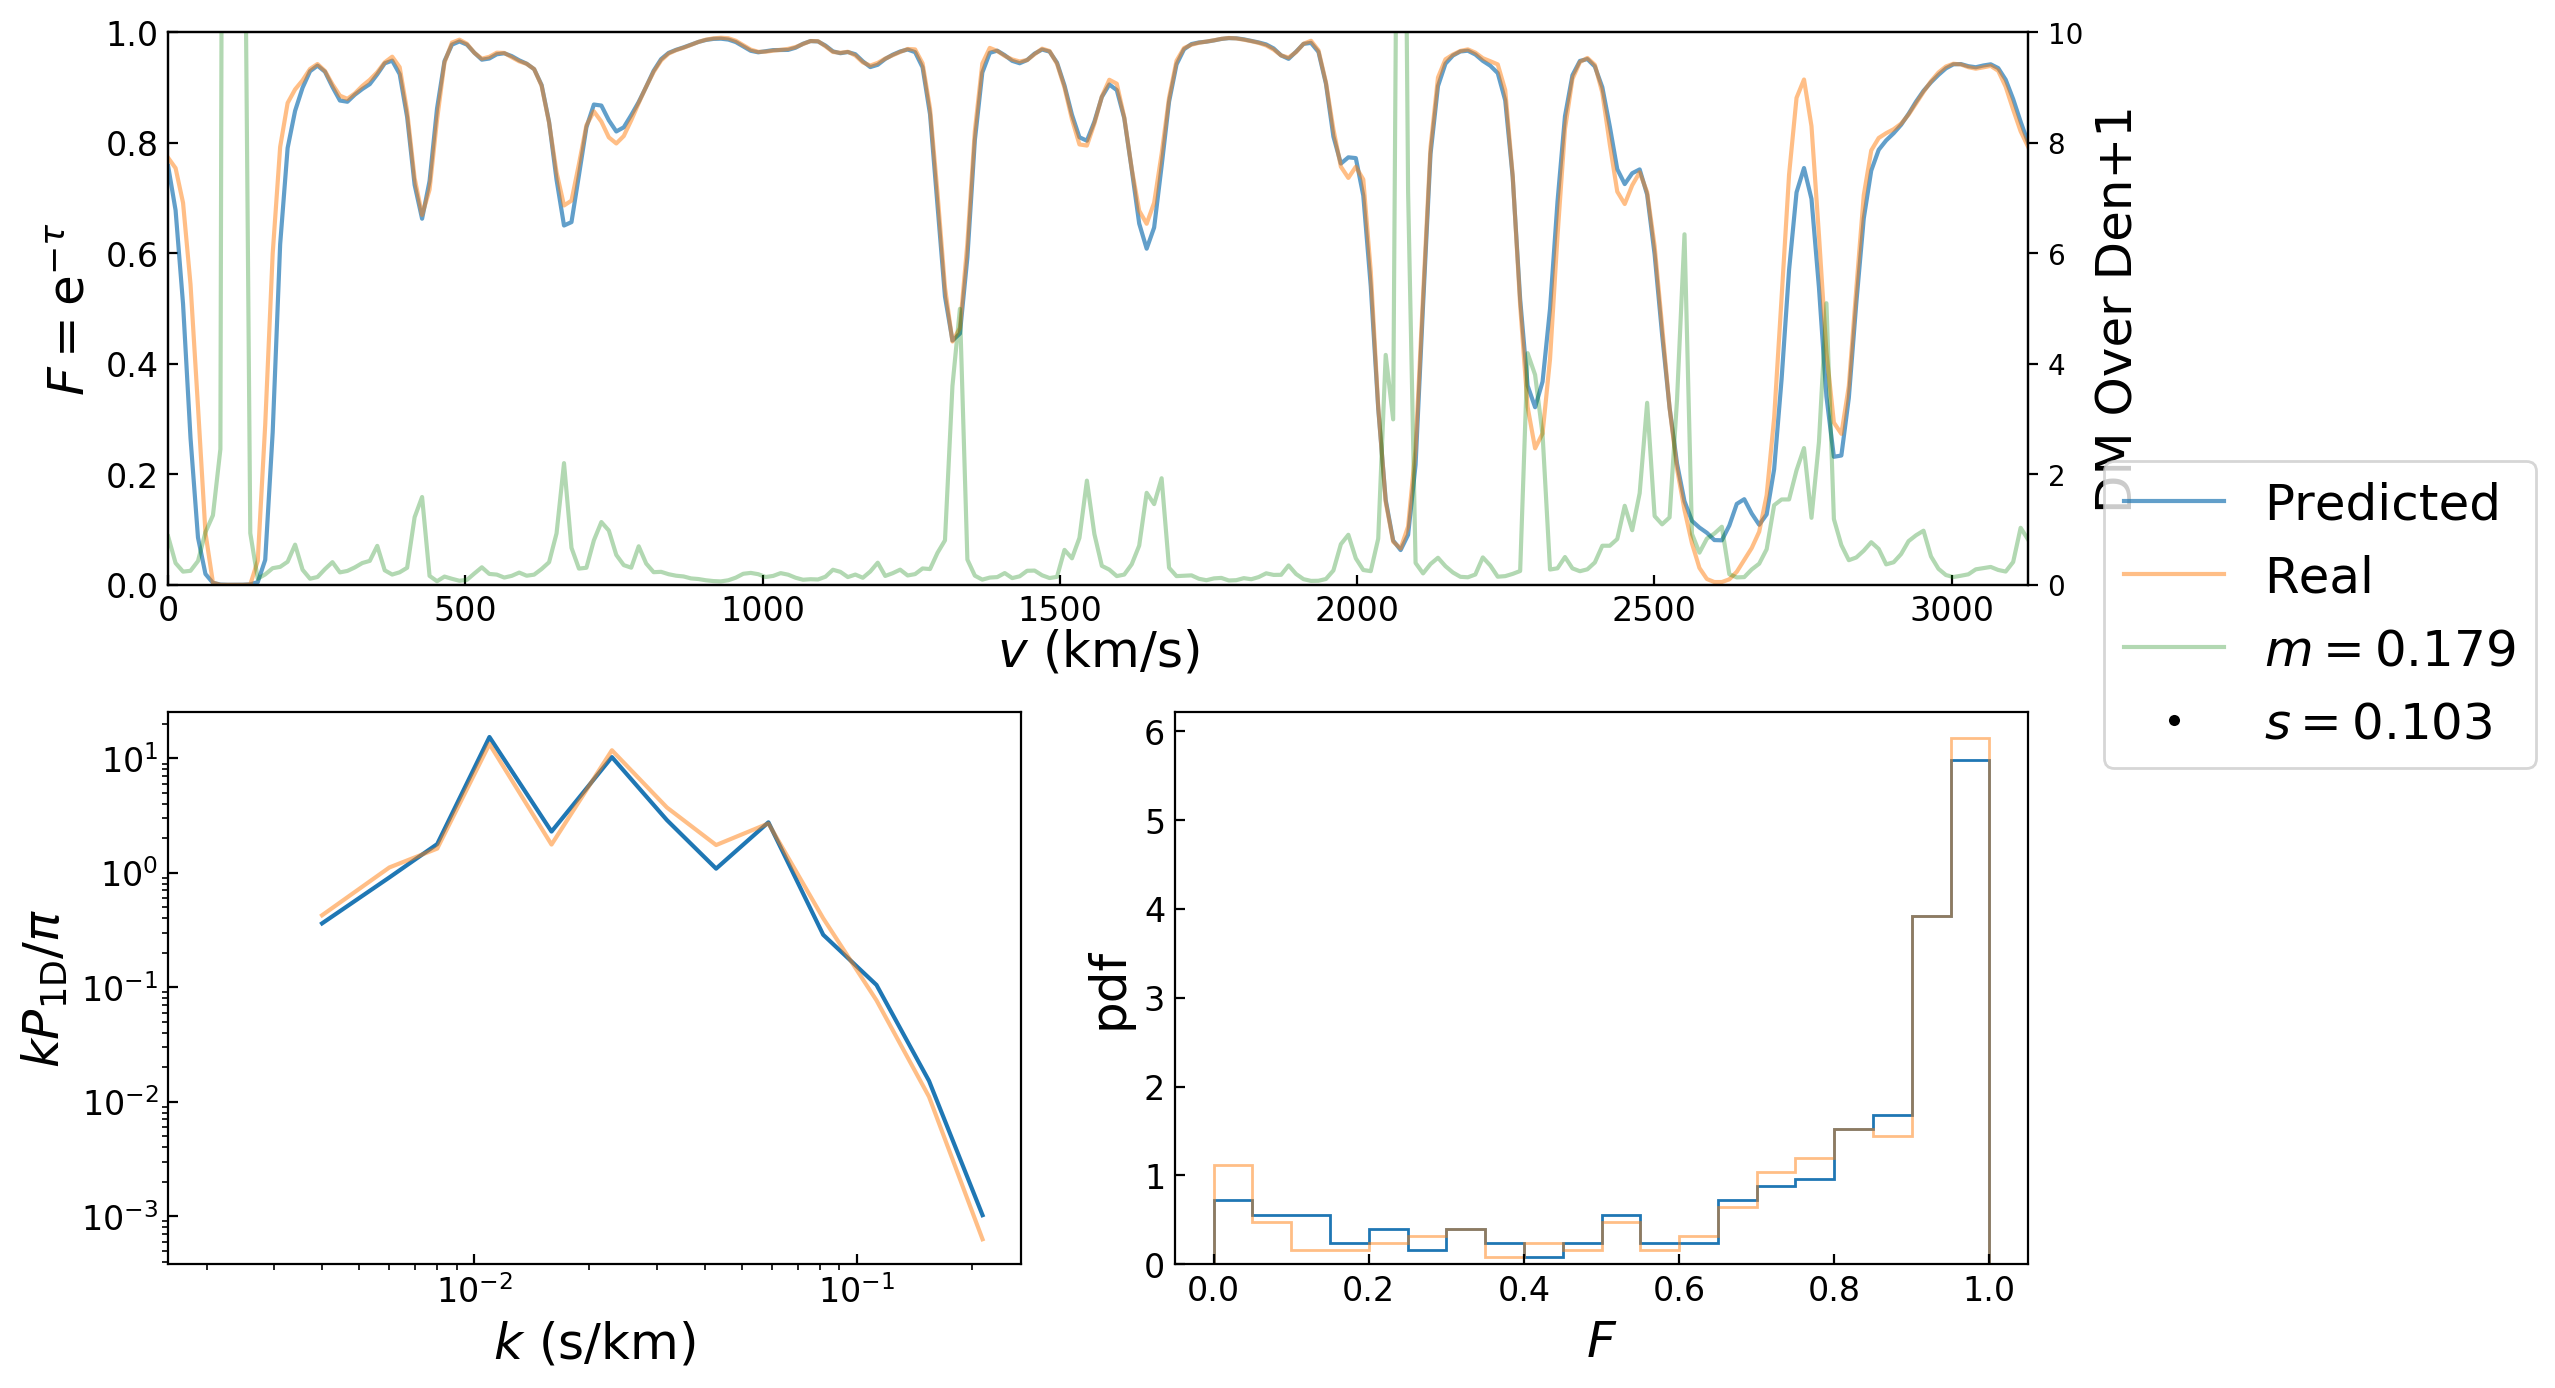 1.0
0.8
0.6
0.4
0.2
0.0
F = e^{−τ}
10
8
6
4
2
0
DM Over Den+1
0 500 1000 1500 2000 2500 3000
v (km/s)
Predicted
Real
m = 0.179
s = 0.103
10^1
10^0
10^{−1}
10^{−2}
10^{−3}
kP_{1D}/π
10^{−2} 10^{−1}
k (s/km)
6
5
4
3
2
1
0
pdf
0.0 0.2 0.4 0.6 0.8 1.0
F